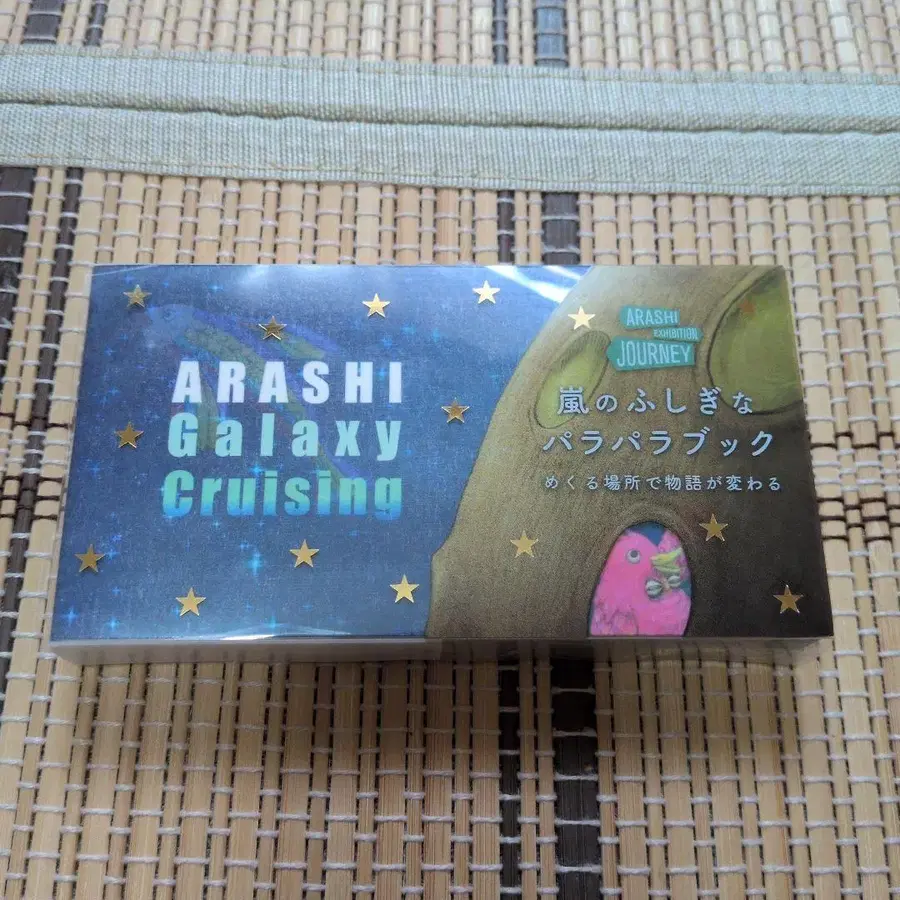 ARASHI
Galaxy
Cruising
ARASHI
EXHIBITION
JOURNEY
嵐のふしぎな
パラパラブック
めくる場所で物語が変わる